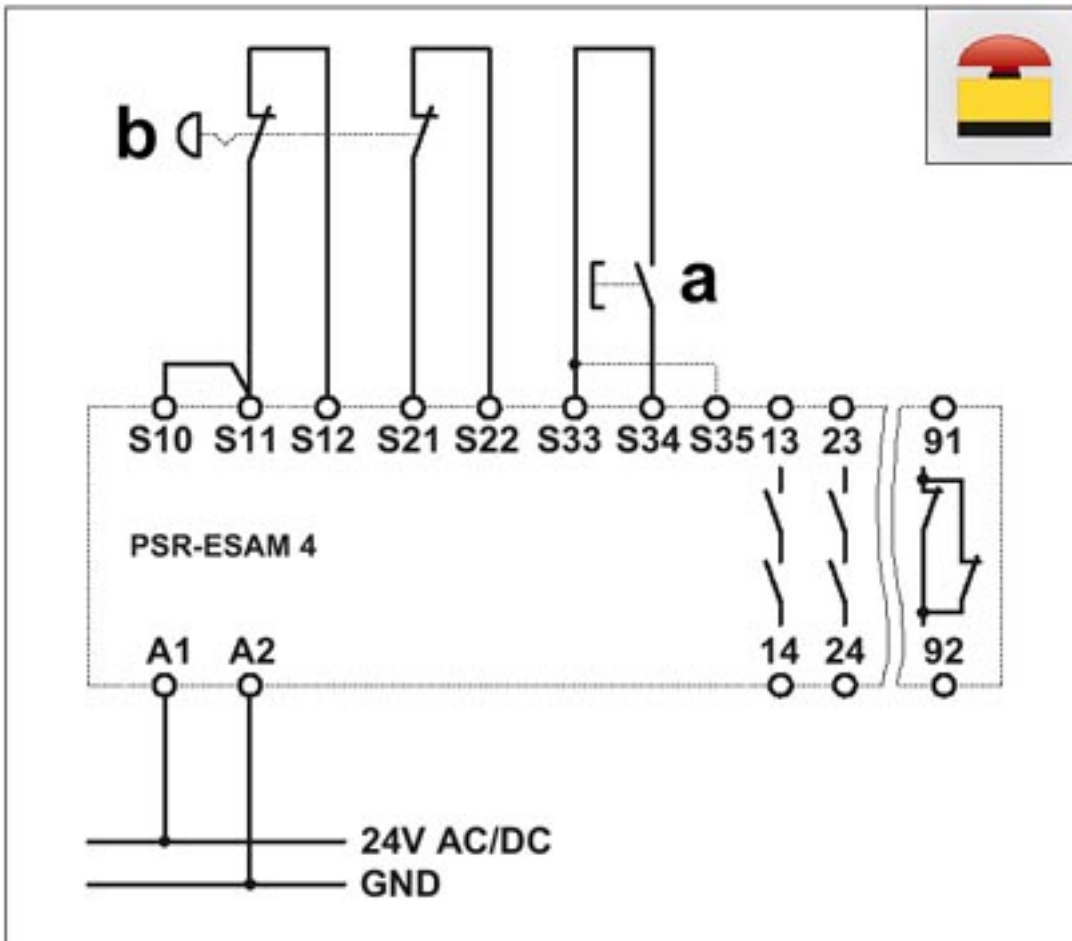 b
a
S10 S11 S12 S21 S22 S33 S34 S35 13 23 91
PSR-ESAM 4
A1 A2 14 24 92
24V AC/DC
GND